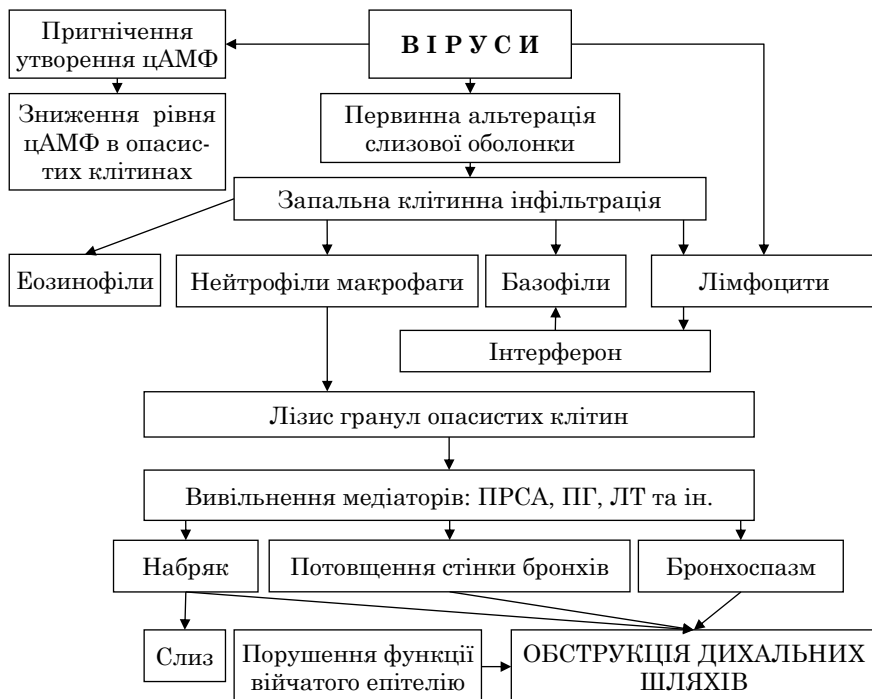 Пригнічення
утворення цАМФ
В І Р У С И
Зниження рівня
цАМФ в опасис-
тих клітинах
Первинна альтерація
слизової оболонки
Запальна клітинна інфільтрація
Еозинофіли
Нейтрофіли макрофаги
Базофіли
Лімфоцити
Інтерферон
Лізис гранул опасистих клітин
Вивільнення медіаторів: ПРСА, ПГ, ЛТ та ін.
Набряк
Потовщення стінки бронхів
Бронхоспазм
Слиз
Порушення функції
війчатого епітелію
ОБСТРУКЦІЯ ДИХАЛЬНИХ
ШЛЯХІВ